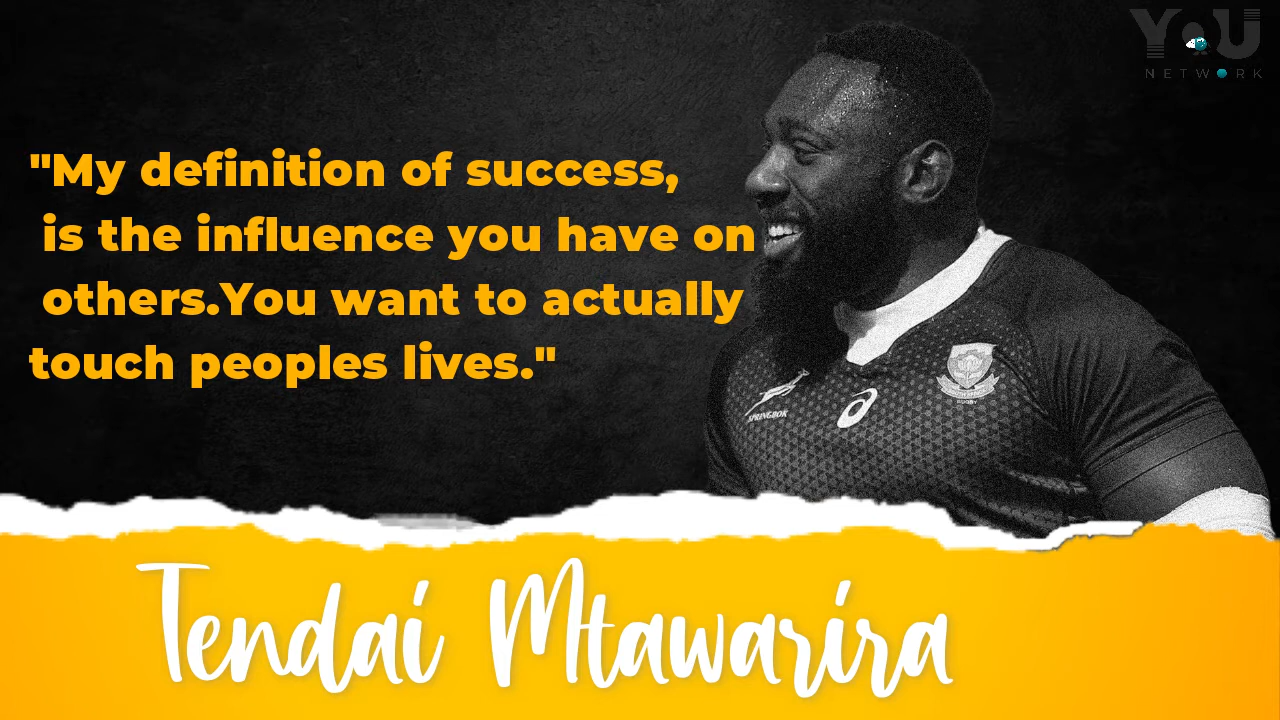 YOU
NETWORK
"My definition of success,
is the influence you have on
others.You want to actually
touch peoples lives."
SPRINGBOK
RUGBY
Tendai Mtawarira